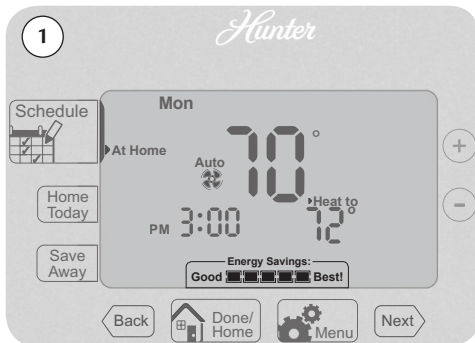 1
Hunter
Schedule
Mon
At Home
70°
Auto
Heat to
72°
PM 3:00
Home
Today
Save
Away
Energy Savings:
Good Best!
+
−
Back
Done/
Home
Menu
Next